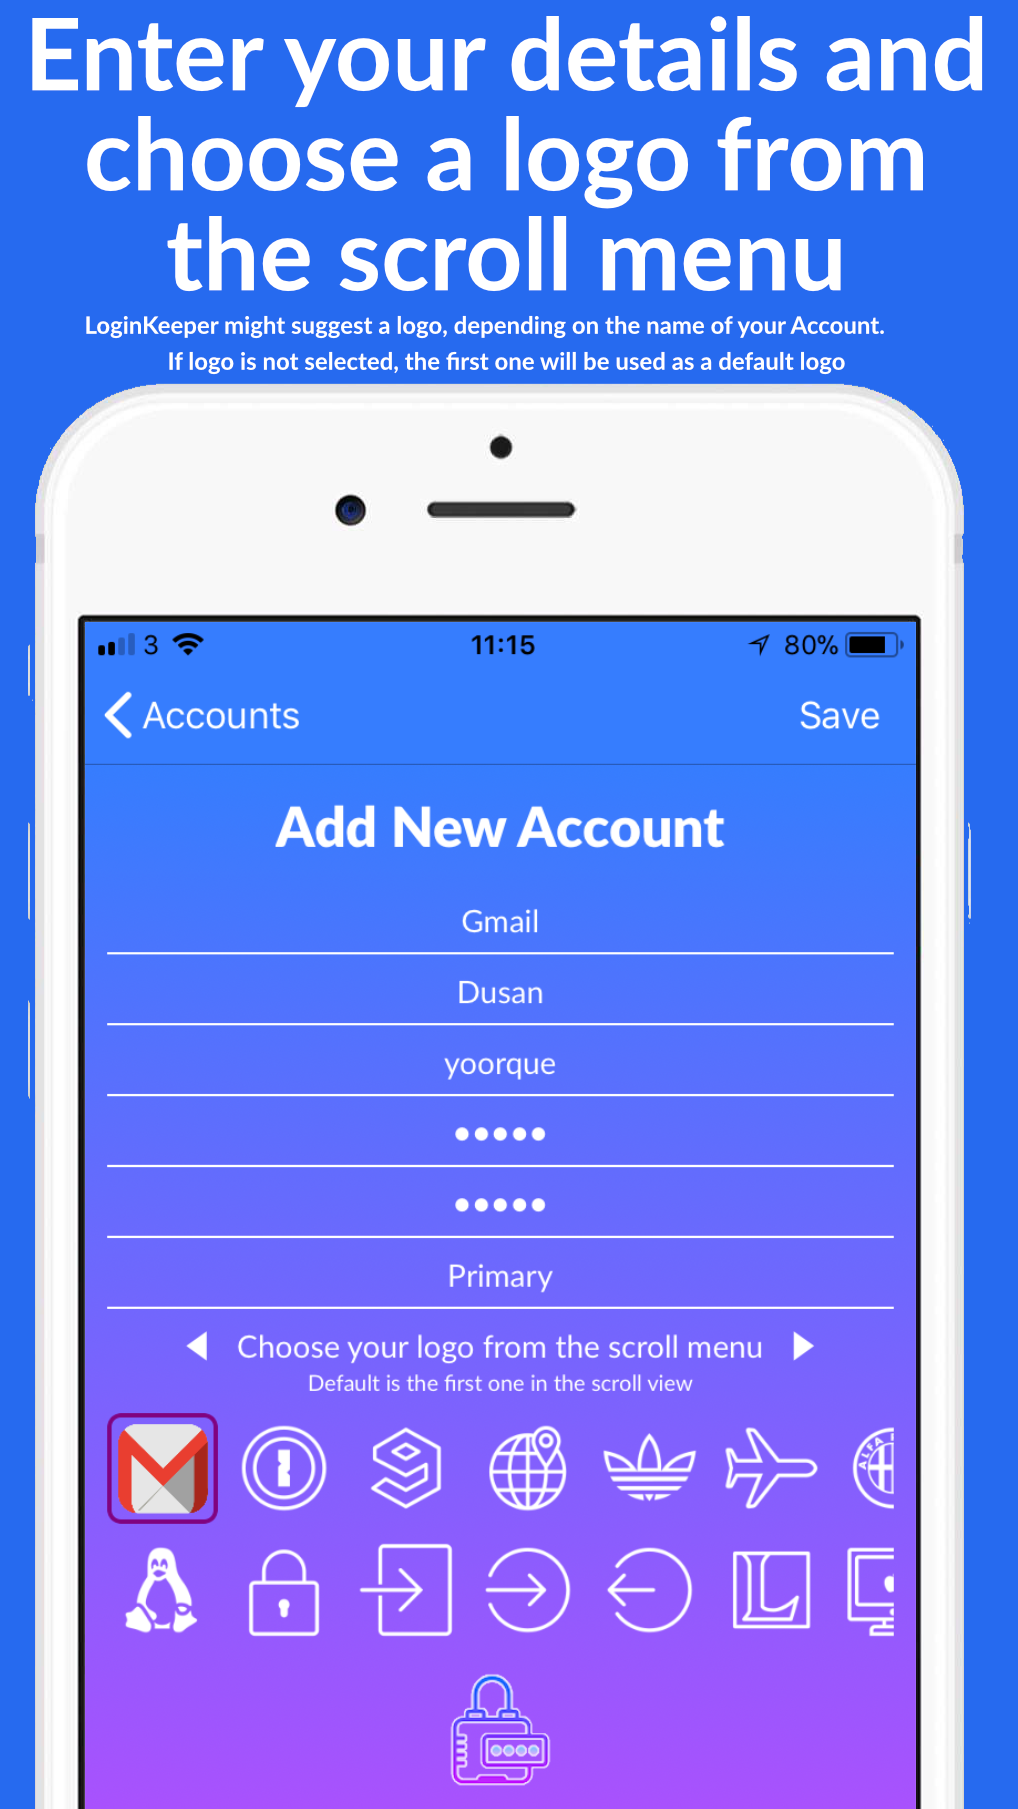 Enter your details and
choose a logo from
the scroll menu
LoginKeeper might suggest a logo, depending on the name of your Account.
If logo is not selected, the first one will be used as a default logo
3 11:15 80%
Accounts Save
Add New Account
Gmail
Dusan
yoorque
•••••
•••••
Primary
Choose your logo from the scroll menu
Default is the first one in the scroll view
ALFA
L